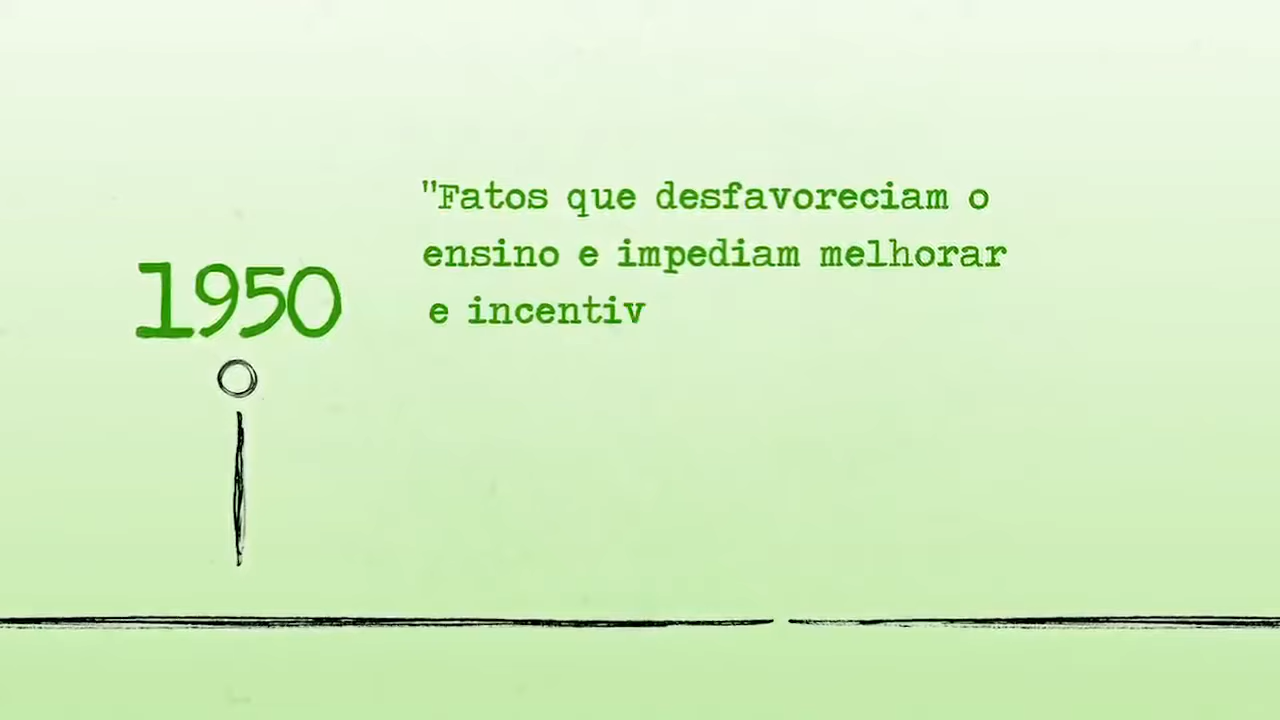 1950
"Fatos que desfavoreciam o
ensino e impediam melhorar
e incentiv